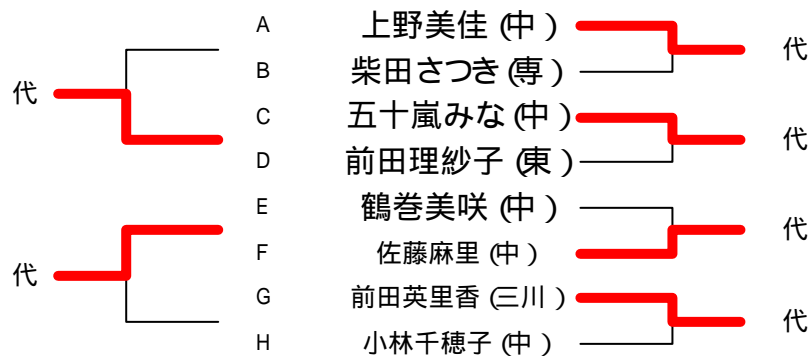 A 上野美佳 (中) 代
B 柴田さつき (専)
代
C 五十嵐みな (中) 代
D 前田理紗子 (東)
E 鶴巻美咲 (中) 代
F 佐藤麻里 (中)
代
G 前田英里香 (三川) 代
H 小林千穂子 (中)